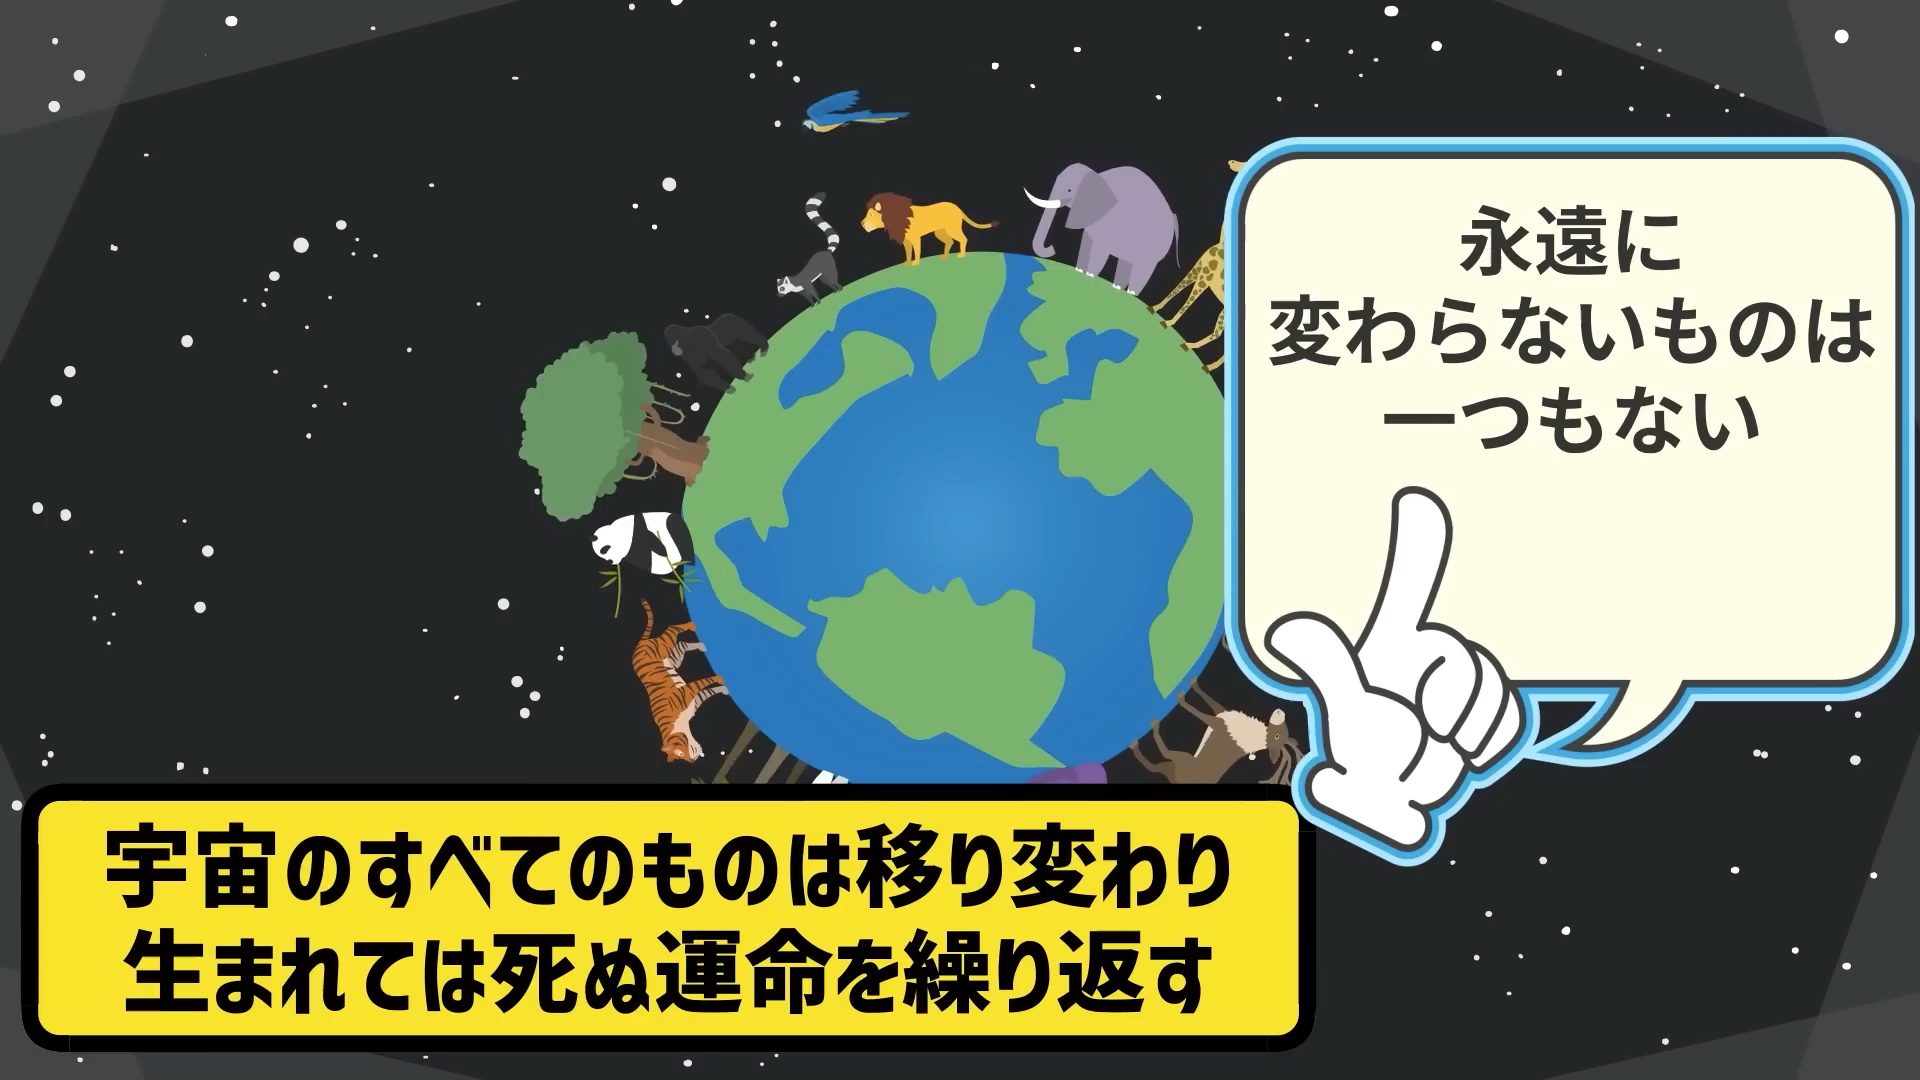 永遠に
変わらないものは
一つもない
宇宙のすべてのものは移り変わり
生まれては死ぬ運命を繰り返す